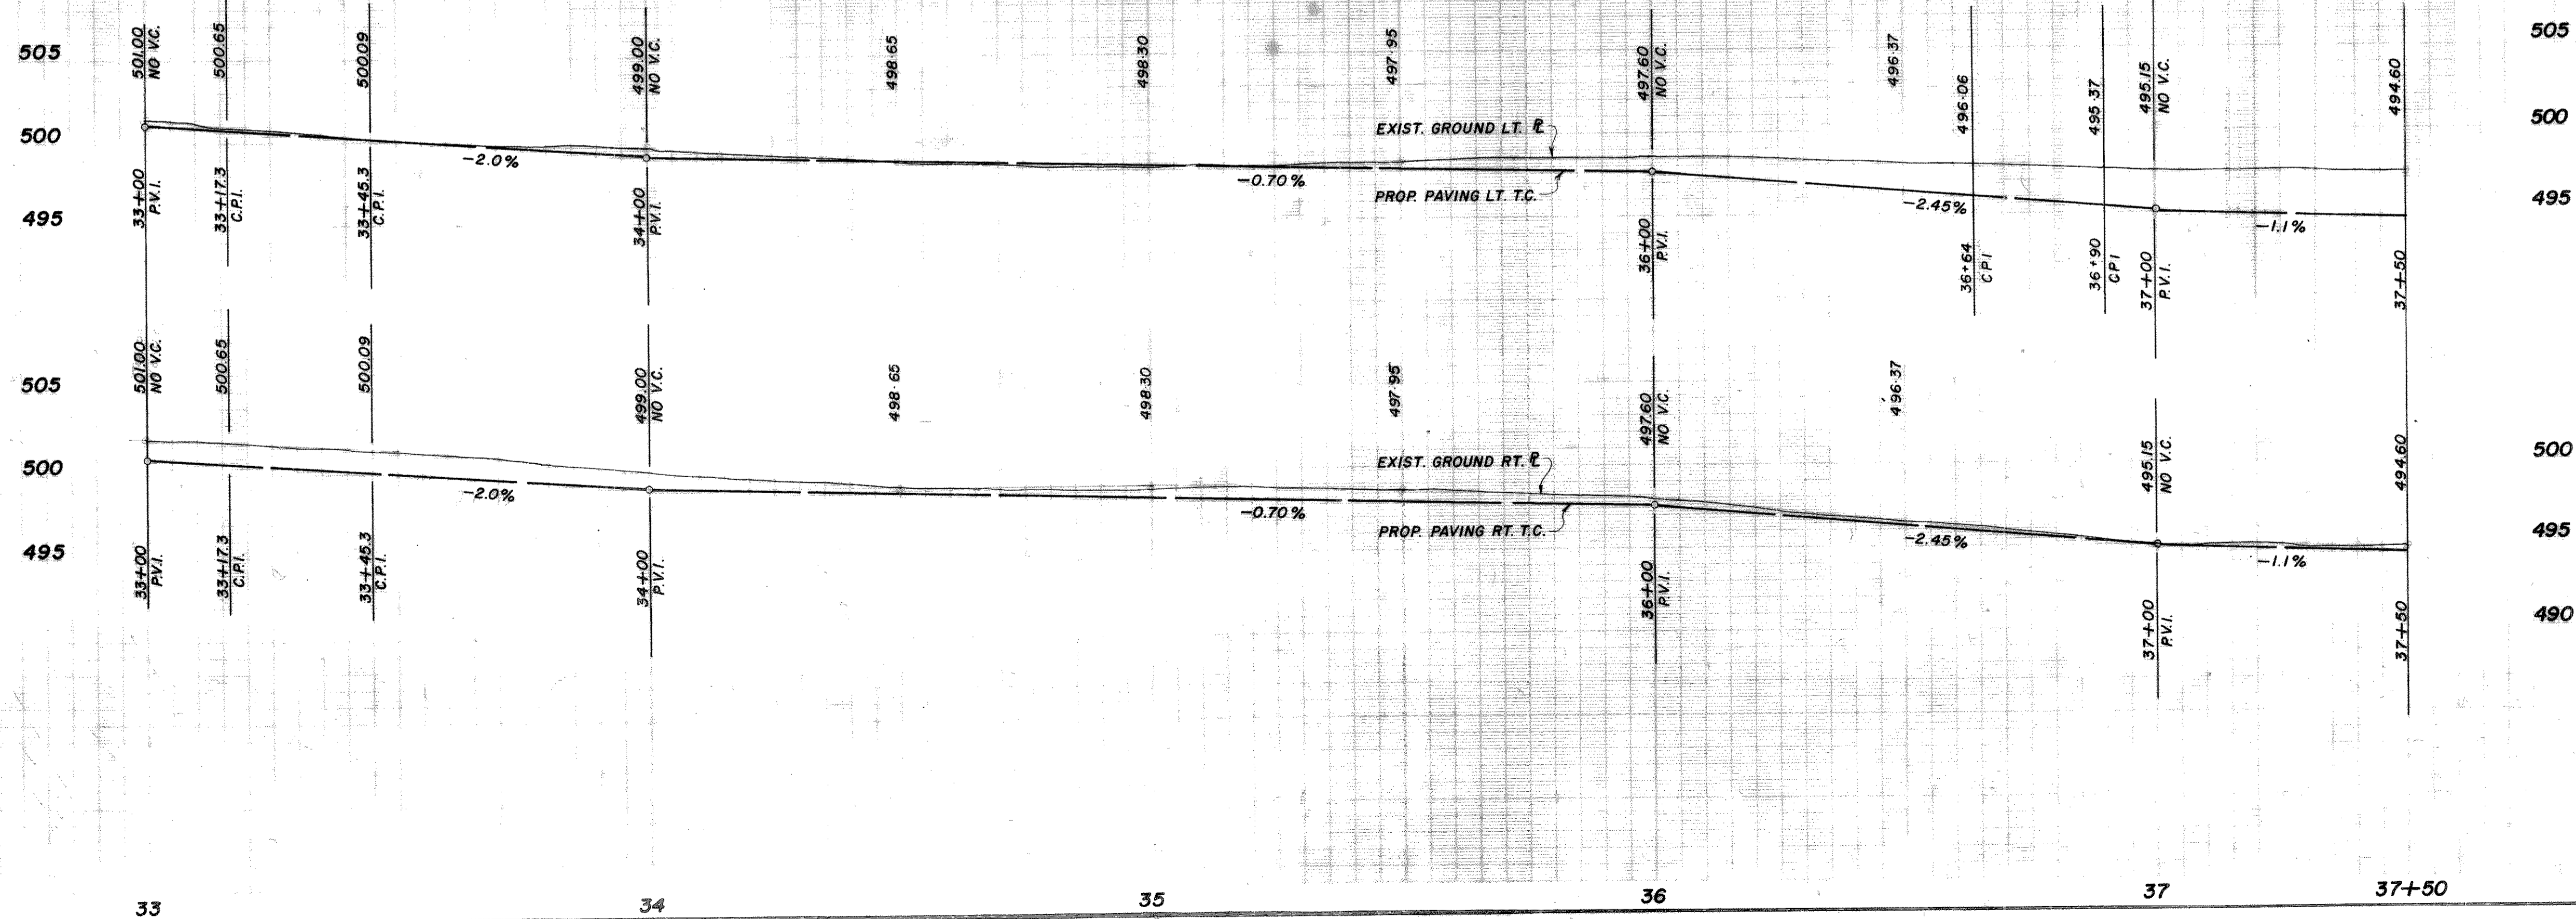 505
501.00
NO V.C.
500.65
500.09
499.00
NO V.C.
498.65
498.30
497.95
497.60
NO V.C.
496.37
496.06
495.37
495.15
NO V.C.
494.60
505
500
EXIST. GROUND LT. ⅊
500
-2.0%
-0.70%
PROP. PAVING LT. T.C.
-2.45%
-1.1%
495
495
33+00
P.V.I.
33+17.3
C.P.I.
33+45.3
C.P.I.
34+00
P.V.I.
36+00
P.V.I.
36+64
C.P.I
36+90
C.P.I
37+00
P.V.I.
37+50
505
501.00
NO V.C.
500.65
500.09
499.00
NO V.C.
498.65
498.30
497.95
497.60
NO V.C.
496.37
495.15
NO V.C.
494.60
500
500
EXIST. GROUND RT. ⅊
-2.0%
-0.70%
PROP. PAVING RT. T.C.
-2.45%
-1.1%
495
495
33+00
P.V.I.
33+17.3
C.P.I.
33+45.3
C.P.I.
34+00
P.V.I.
36+00
P.V.I.
37+00
P.V.I.
37+50
490
33
34
35
36
37
37+50